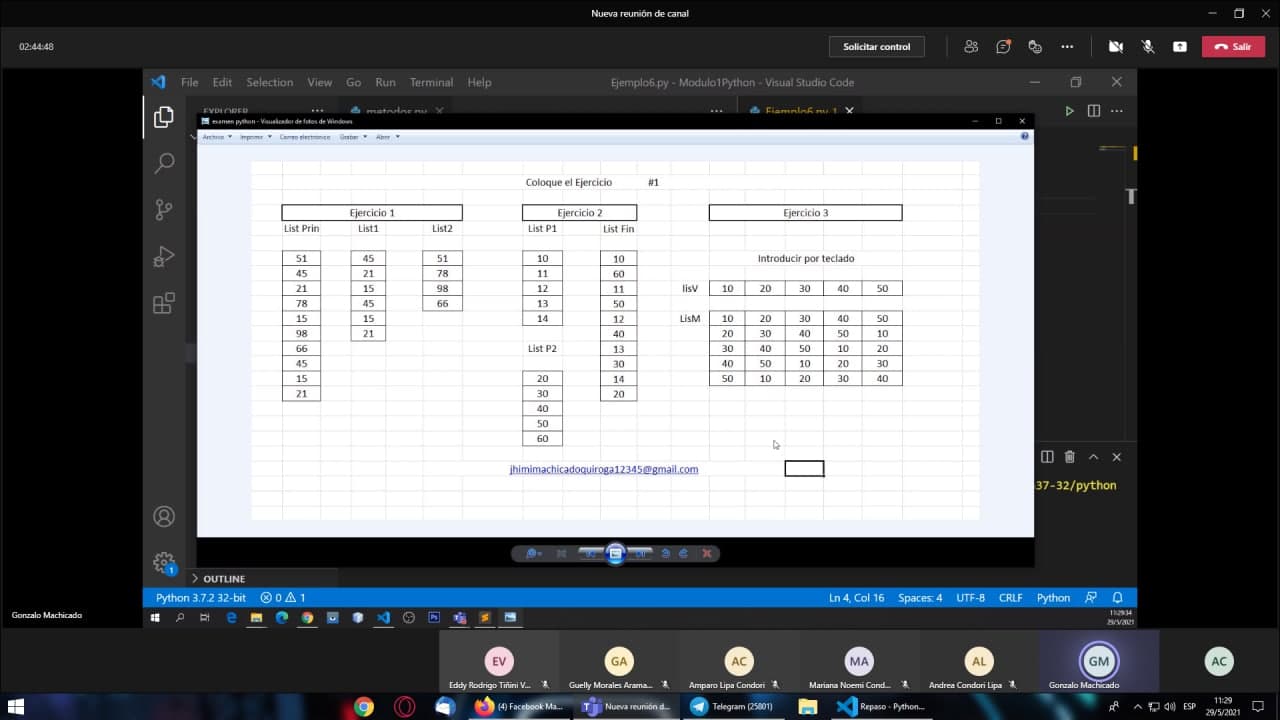 Nueva reunión de canal
02:44:48
Solicitar control
Salir
File Edit Selection View Go Run Terminal Help
Ejemplo6.py - Modulo1Python - Visual Studio Code
EXPLORER
metodos.py
Ejemplo6.py 1
examen python - Visualizador de fotos de Windows
Archivo Imprimir Correo electrónico Grabar Abrir
Coloque el Ejercicio #1
Ejercicio 1 Ejercicio 2 Ejercicio 3
List Prin List1 List2 List P1 List Fin
51 45 51 10 10 Introducir por teclado
45 21 78 11 60
21 15 98 12 11 lisV 10 20 30 40 50
78 45 66 13 50
15 15 14 12 LisM 10 20 30 40 50
98 21 40 20 30 40 50 10
66 List P2 13 30 40 50 10 20
45 30 40 50 10 20 30
15 20 14 50 10 20 30 40
21 30 20
40
50
60
jhimimachicadoquiroga12345@gmail.com
37-32/python
OUTLINE
1
Python 3.7.2 32-bit 0 1 Ln 4, Col 16 Spaces: 4 UTF-8 CRLF Python
Gonzalo Machicado
11:29:34
29/5/2021
EV GA AC MA AL GM AC
Eddy Rodrigo Tiñini V... Guelly Morales Arama... Amparo Lipa Condori Mariana Noemi Cond... Andrea Condori Lipa Gonzalo Machicado
(4) Facebook Ma... Nueva reunión d... Telegram (25801) Repaso - Python... ESP 11:29
29/5/2021